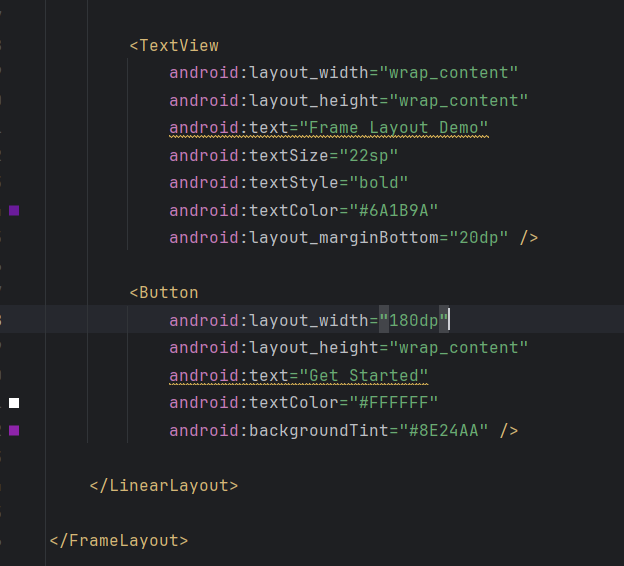 <TextView
android:layout_width="wrap_content"
android:layout_height="wrap_content"
android:text="Frame Layout Demo"
android:textSize="22sp"
android:textStyle="bold"
android:textColor="#6A1B9A"
android:layout_marginBottom="20dp" />
<Button
android:layout_width="180dp"
android:layout_height="wrap_content"
android:text="Get Started"
android:textColor="#FFFFFF"
android:backgroundTint="#8E24AA" />
</LinearLayout>
</FrameLayout>